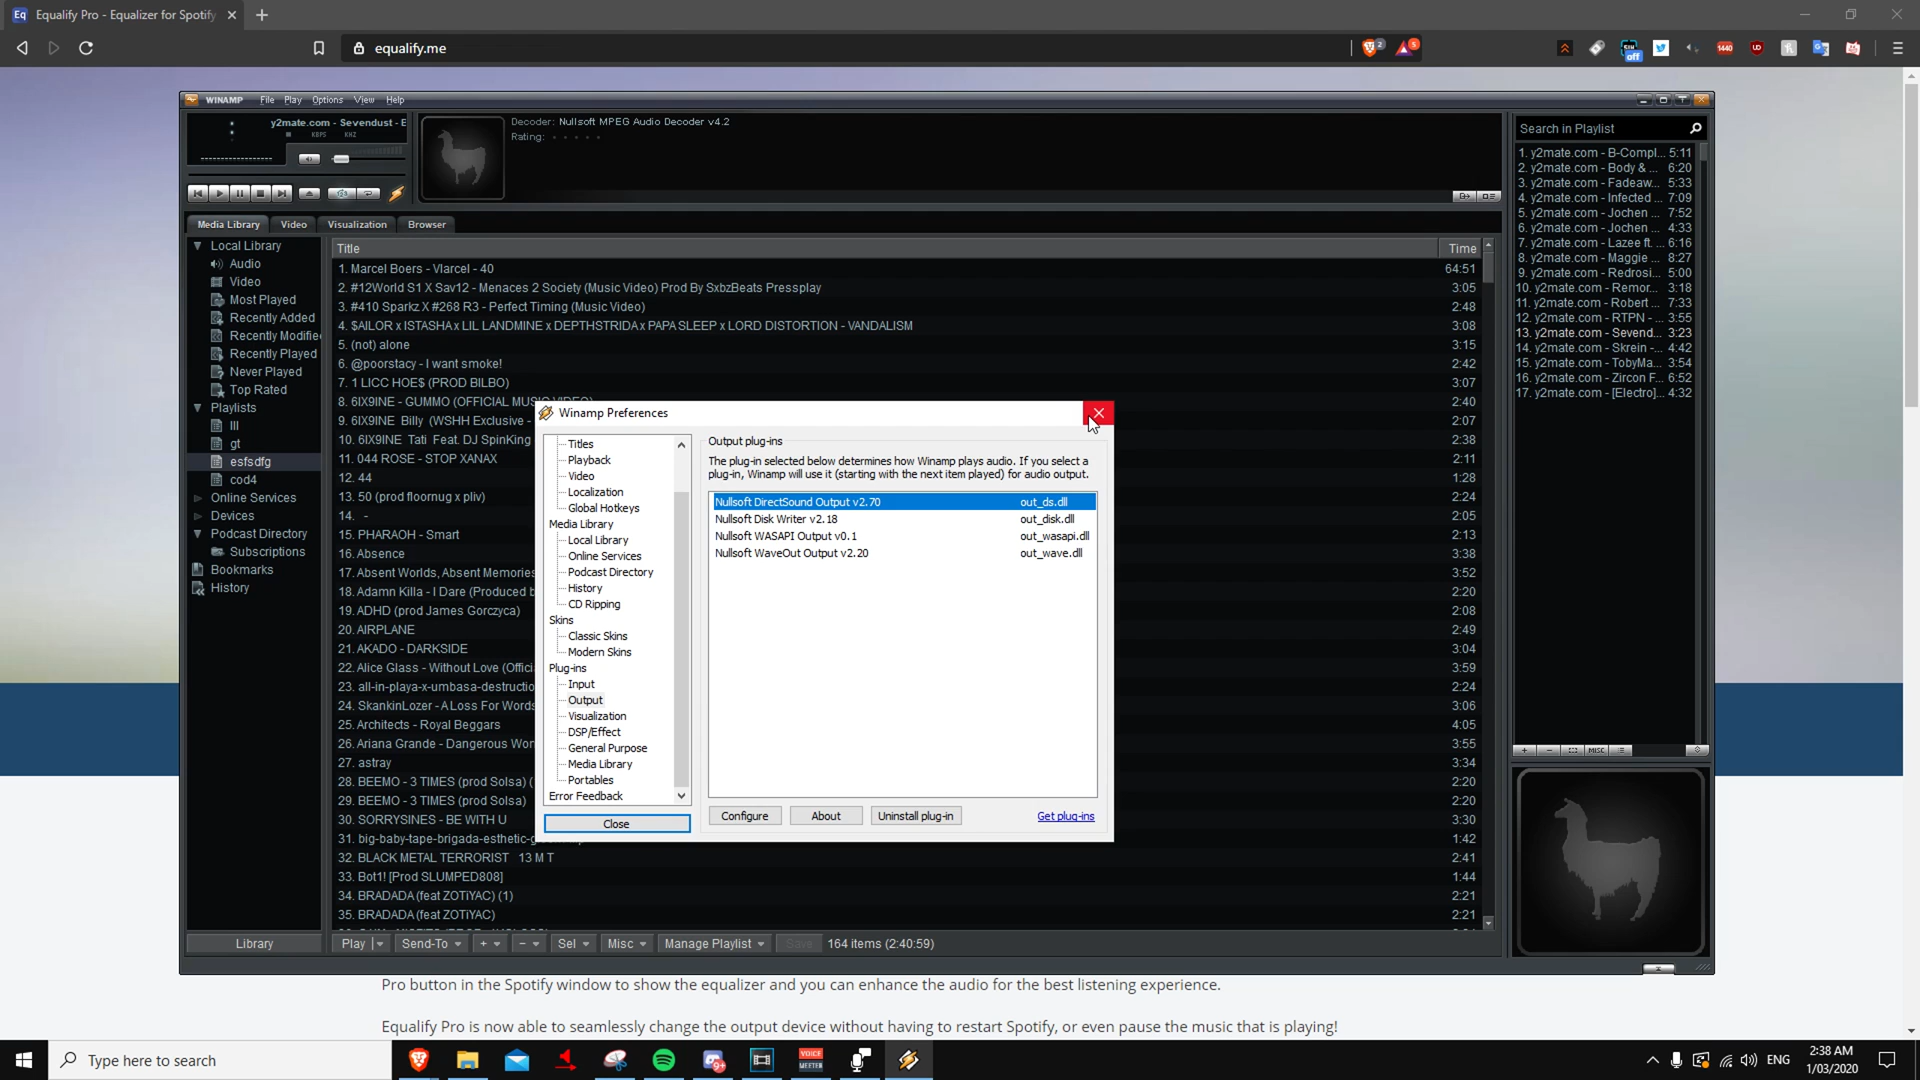 Equalify Pro - Equalizer for Spotify
equalify.me
WINAMP File Play Options View Help
y2mate.com - Sevendust - E
KBPS KHZ
Decoder: Nullsoft MPEG Audio Decoder v4.2
Rating:
Media Library Video Visualization Browser
Local Library
Audio
Video
Most Played
Recently Added
Recently Modifie
Recently Played
Never Played
Top Rated
Playlists
lll
gt
esfsdfg
cod4
Online Services
Devices
Podcast Directory
Subscriptions
Bookmarks
History
Library
Title Time
1. Marcel Boers - Vlarcel - 40 64:51
2. #12World S1 X Sav12 - Menaces 2 Society (Music Video) Prod By SxbzBeats Pressplay 3:05
3. #410 Sparkz X #268 R3 - Perfect Timing (Music Video) 2:48
4. $AILOR x ISTASHA x LIL LANDMINE x DEPTHSTRIDA x PAPA SLEEP x LORD DISTORTION - VANDALISM 3:08
5. (not) alone 3:15
6. @poorstacy - I want smoke! 2:42
7. 1 LICC HOE$ (PROD BILBO) 3:07
8. 6IX9INE - GUMMO (OFFICIAL MUSIC VIDEO) 2:40
9. 6IX9INE Billy (WSHH Exclusive - 2:07
10. 6IX9INE Tati Feat. DJ SpinKing 2:38
11. 044 ROSE - STOP XANAX 2:11
12. 44 1:28
13. 50 (prod floornug x pliv) 2:24
14. - 2:05
15. PHARAOH - Smart 2:13
16. Absence 3:38
17. Absent Worlds, Absent Memories 3:52
18. Adamn Killa - I Dare (Produced b 2:20
19. ADHD (prod James Gorczyca) 2:08
20. AIRPLANE 2:49
21. AKADO - DARKSIDE 3:04
22. Alice Glass - Without Love (Offici 3:59
23. all-in-playa-x-umbasa-destructio 2:24
24. SkankinLozer - A Loss For Words 3:06
25. Architects - Royal Beggars 4:05
26. Ariana Grande - Dangerous Wor 3:55
27. astray 3:34
28. BEEMO - 3 TIMES (prod Solsa) ( 2:20
29. BEEMO - 3 TIMES (prod Solsa) 2:20
30. SORRYSINES - BE WITH U 3:30
31. big-baby-tape-brigada-esthetic-g 1:42
32. BLACK METAL TERRORIST 13 M T 2:41
33. Bot1! [Prod SLUMPED808] 1:44
34. BRADADA (feat ZOTiYAC) (1) 2:21
35. BRADADA (feat ZOTiYAC) 2:21
Play Send-To + - Sel Misc Manage Playlist Save 164 items (2:40:59)
Winamp Preferences
Titles
Playback
Video
Localization
Global Hotkeys
Media Library
Local Library
Online Services
Podcast Directory
History
CD Ripping
Skins
Classic Skins
Modern Skins
Plug-ins
Input
Output
Visualization
DSP/Effect
General Purpose
Media Library
Portables
Error Feedback
Close
Output plug-ins
The plug-in selected below determines how Winamp plays audio. If you select a
plug-in, Winamp will use it (starting with the next item played) for audio output.
Nullsoft DirectSound Output v2.70 out_ds.dll
Nullsoft Disk Writer v2.18 out_disk.dll
Nullsoft WASAPI Output v0.1 out_wasapi.dll
Nullsoft WaveOut Output v2.20 out_wave.dll
Configure About Uninstall plug-in Get plug-ins
Search in Playlist
1. y2mate.com - B-Compl... 5:11
2. y2mate.com - Body & ... 6:20
3. y2mate.com - Fadeaw... 5:33
4. y2mate.com - Infected ... 7:09
5. y2mate.com - Jochen ... 7:52
6. y2mate.com - Jochen ... 4:33
7. y2mate.com - Lazee ft. ... 6:16
8. y2mate.com - Maggie ... 8:27
9. y2mate.com - Redrosi... 5:00
10. y2mate.com - Remor... 3:18
11. y2mate.com - Robert ... 7:33
12. y2mate.com - RTPN - ... 3:55
13. y2mate.com - Sevend... 3:23
14. y2mate.com - Skrein -... 4:42
15. y2mate.com - TobyMa... 3:54
16. y2mate.com - Zircon F... 6:52
17. y2mate.com - [Electro]... 4:32
MISC
Pro button in the Spotify window to show the equalizer and you can enhance the audio for the best listening experience.
Equalify Pro is now able to seamlessly change the output device without having to restart Spotify, or even pause the music that is playing!
Type here to search
VOICE
MEETER
ENG
2:38 AM
1/03/2020